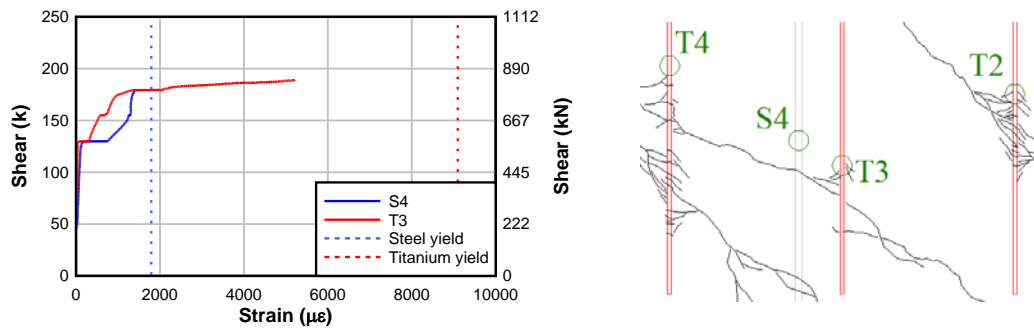 250
200
150
100
50
0
Shear (k)
1112
890
667
445
222
0
Shear (kN)
0
2000
4000
6000
8000
10000
Strain (με)
S4
T3
Steel yield
Titanium yield
T4
T2
S4
T3